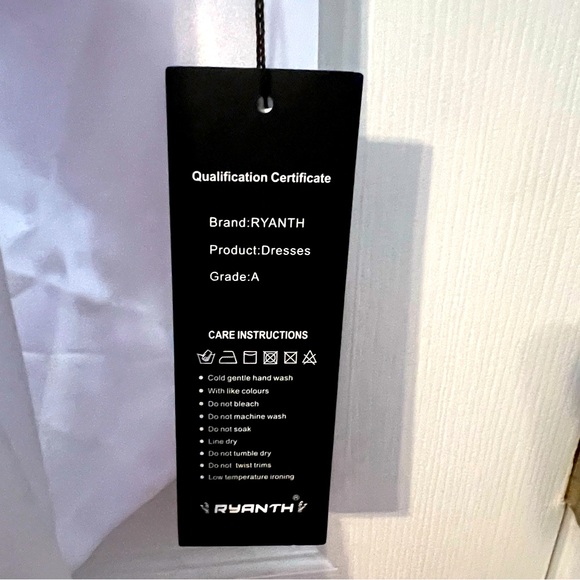 Qualification Certificate
Brand:RYANTH
Product:Dresses
Grade:A
CARE INSTRUCTIONS
Cold gentle hand wash
With like colours
Do not bleach
Do not machine wash
Do not soak
Line dry
Do not tumble dry
Do not twist trims
Low temperature ironing
RYANTH®